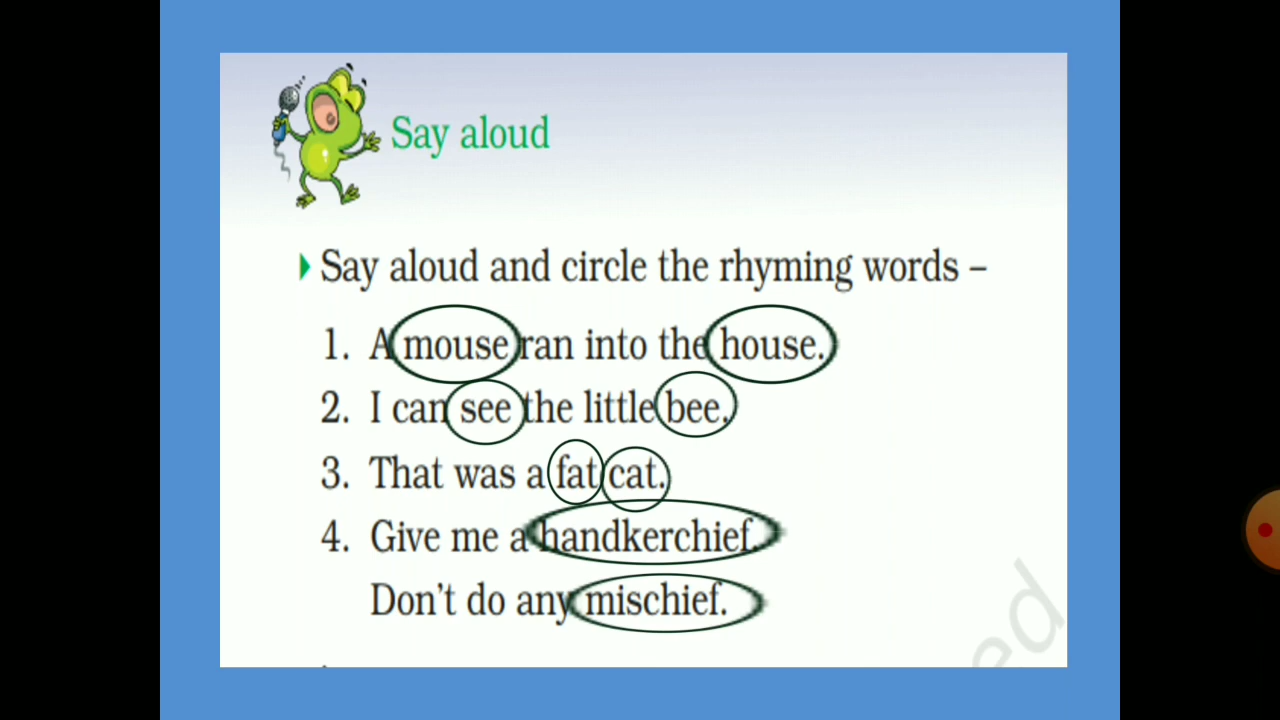 Say aloud
Say aloud and circle the rhyming words –
1. A mouse ran into the house.
2. I can see the little bee.
3. That was a fat cat.
4. Give me a handkerchief.
Don't do any mischief.
ed